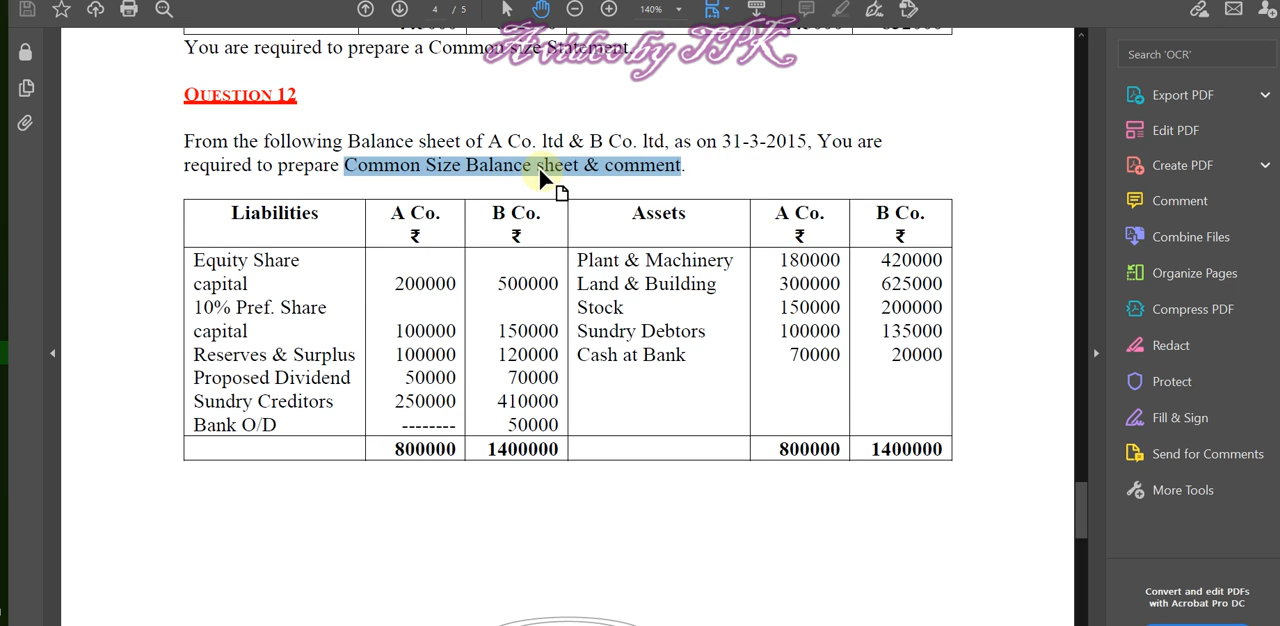 4 / 5
140%
You are required to prepare a Common size Statement.
A video by TPK
QUESTION 12
From the following Balance sheet of A Co. ltd & B Co. ltd, as on 31-3-2015, You are
required to prepare Common Size Balance sheet & comment.
Liabilities A Co. B Co. Assets A Co. B Co.
₹ ₹ ₹ ₹
Equity Share Plant & Machinery 180000 420000
capital 200000 500000 Land & Building 300000 625000
10% Pref. Share Stock 150000 200000
capital 100000 150000 Sundry Debtors 100000 135000
Reserves & Surplus 100000 120000 Cash at Bank 70000 20000
Proposed Dividend 50000 70000
Sundry Creditors 250000 410000
Bank O/D -------- 50000
800000 1400000 800000 1400000
Search 'OCR'
Export PDF
Edit PDF
Create PDF
Comment
Combine Files
Organize Pages
Compress PDF
Redact
Protect
Fill & Sign
Send for Comments
More Tools
Convert and edit PDFs
with Acrobat Pro DC